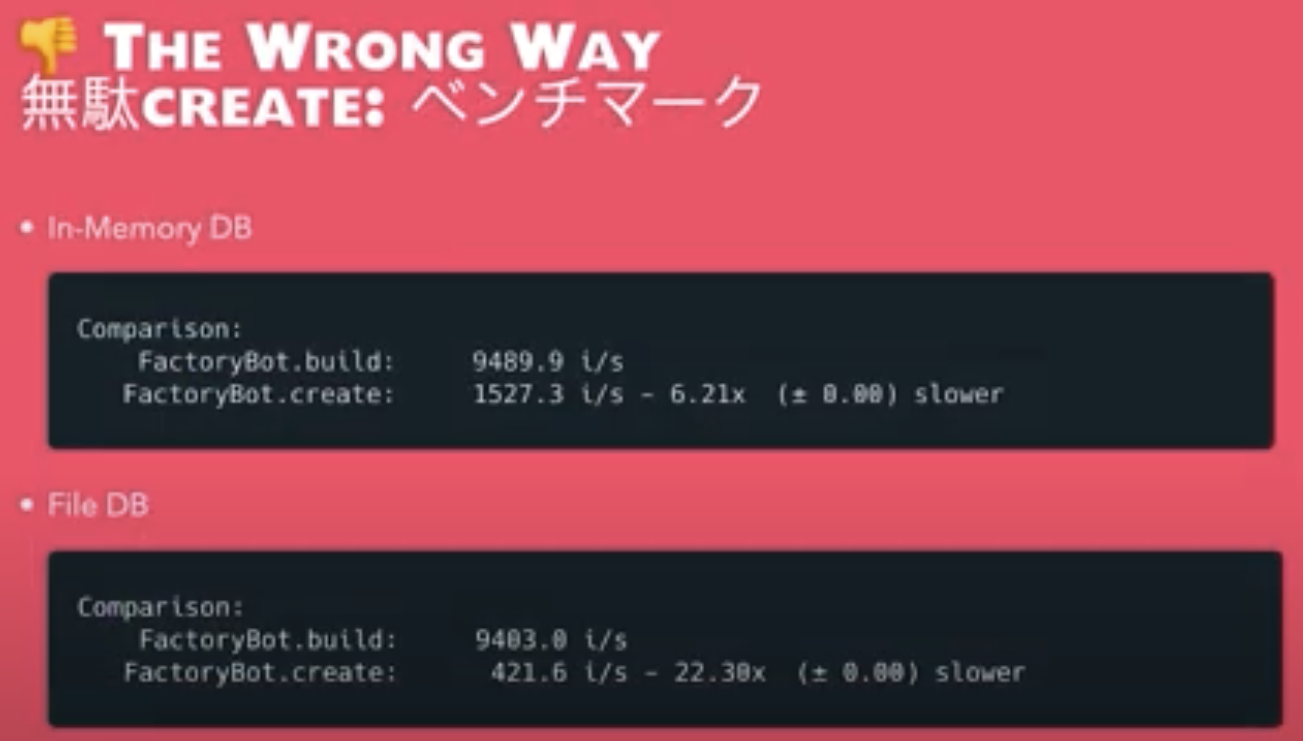 👎 THE WRONG WAY
無駄CREATE: ベンチマーク
• In-Memory DB
Comparison:
FactoryBot.build: 9489.9 i/s
FactoryBot.create: 1527.3 i/s - 6.21x (± 0.00) slower
• File DB
Comparison:
FactoryBot.build: 9403.0 i/s
FactoryBot.create: 421.6 i/s - 22.30x (± 0.00) slower